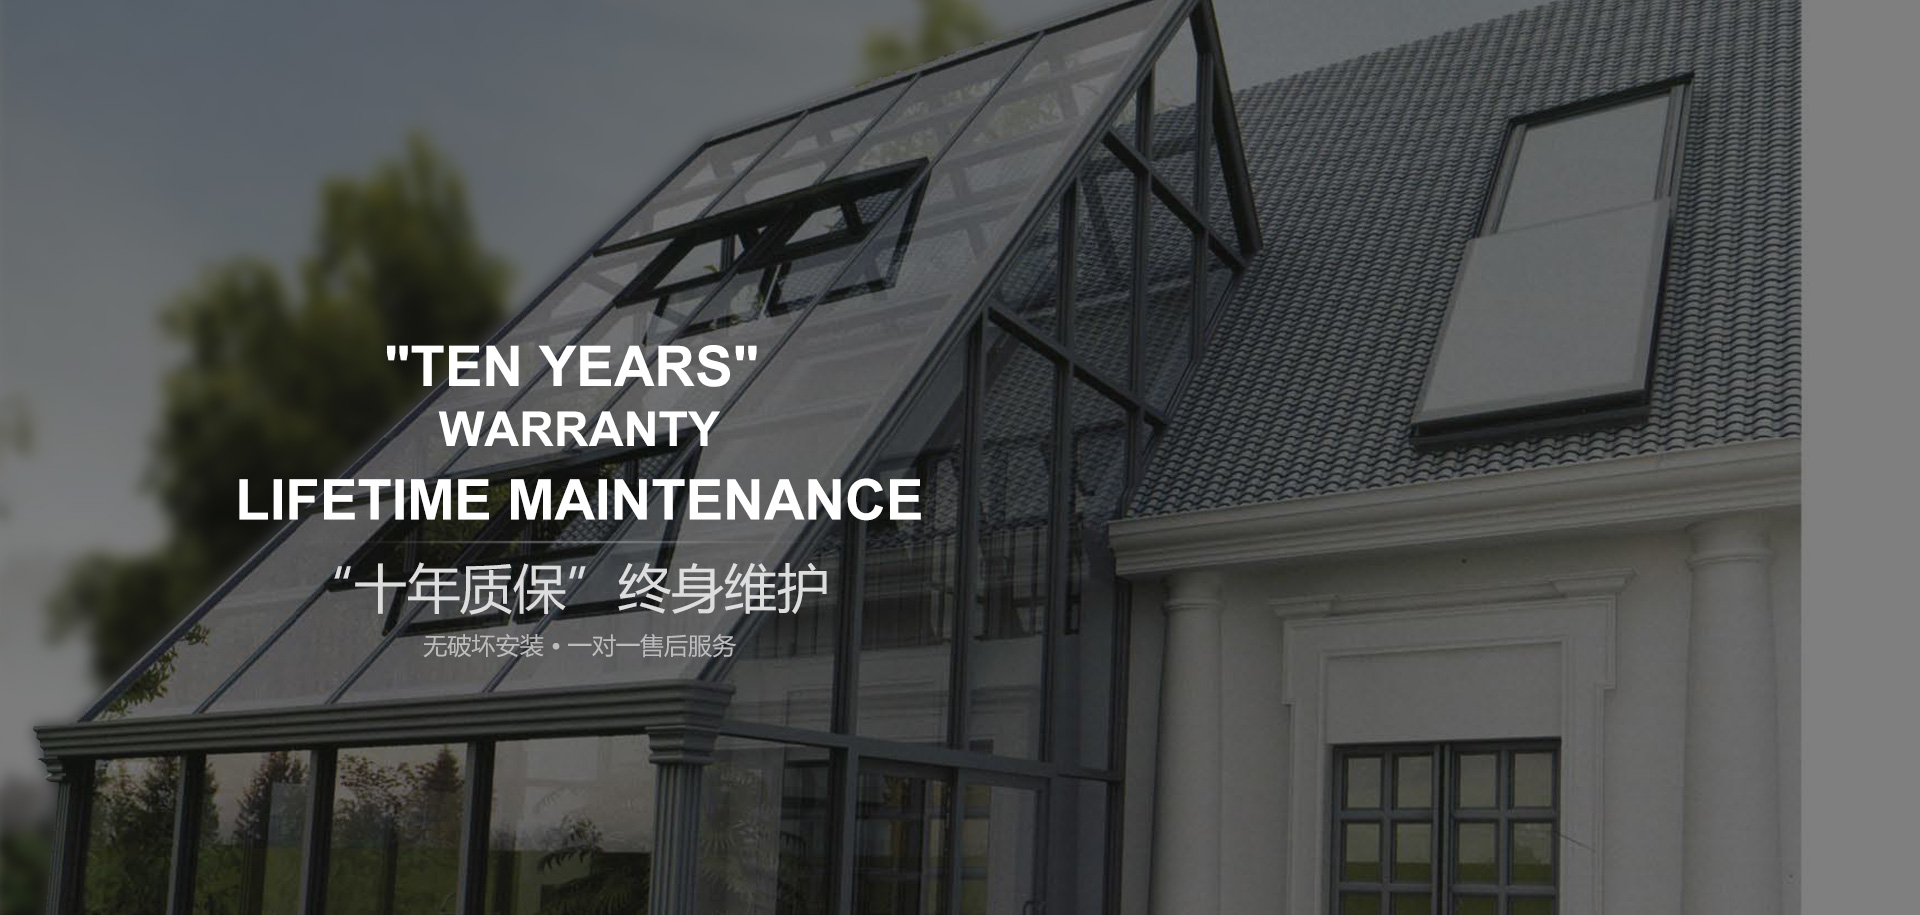 "TEN YEARS"
WARRANTY
LIFETIME MAINTENANCE
“十年质保” 终身维护
无破坏安装 • 一对一售后服务